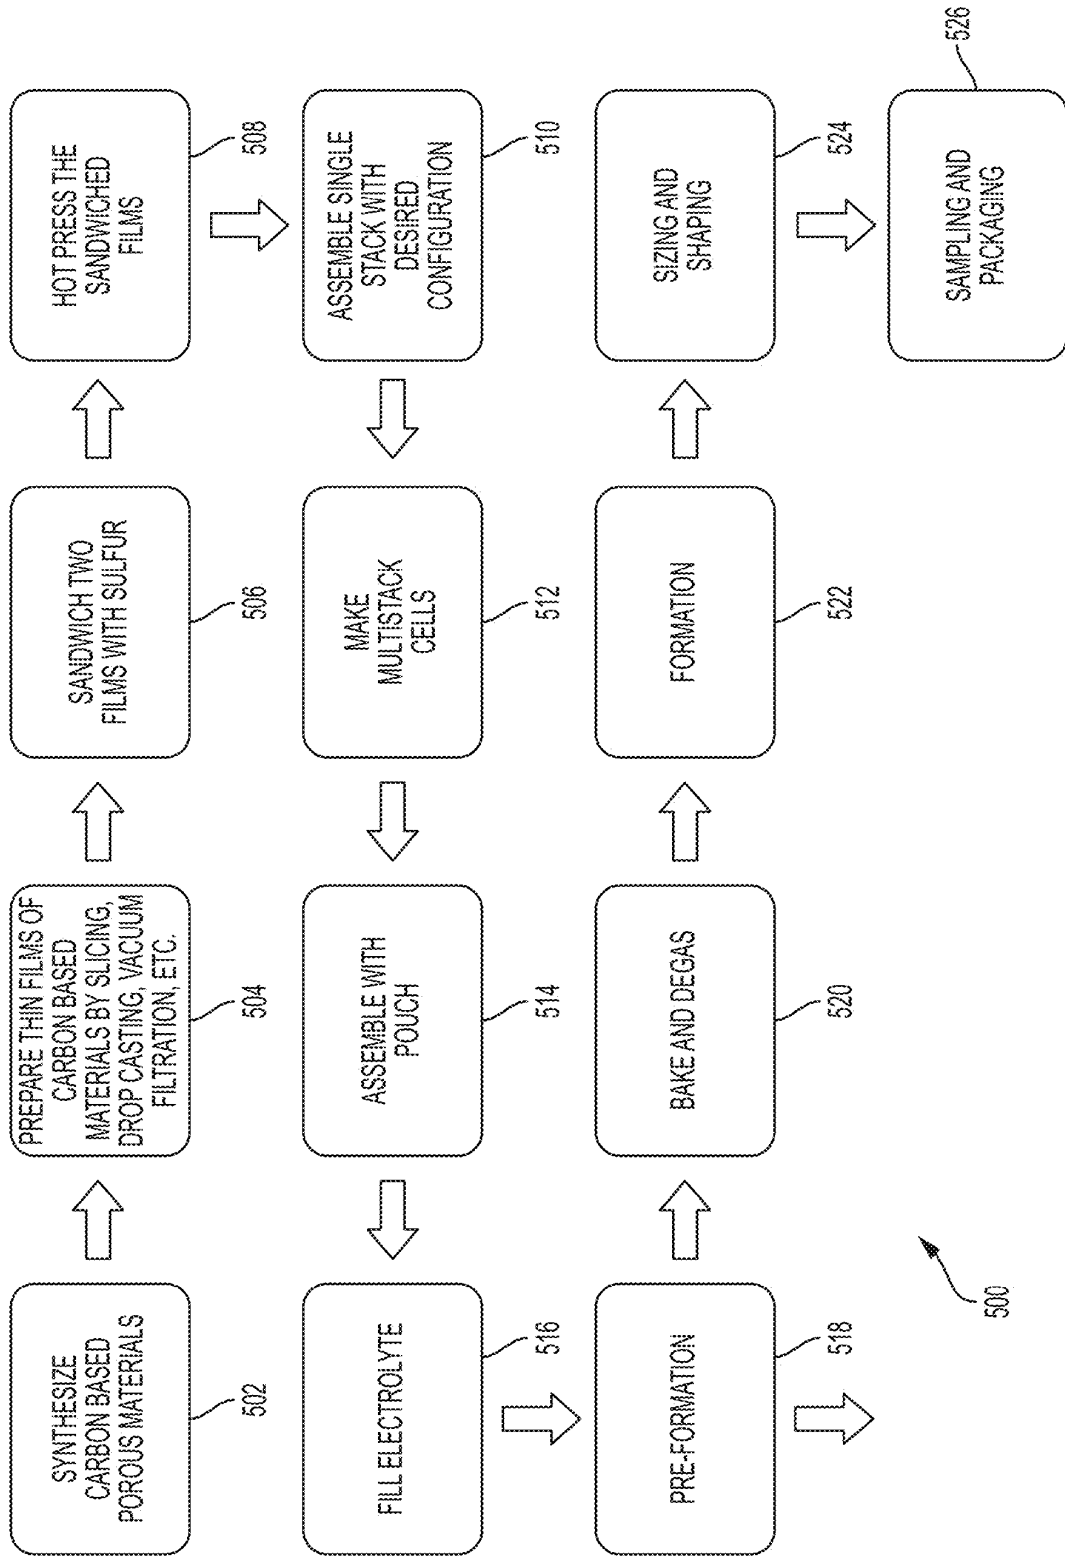 SYNTHESIZE
CARBON BASED
POROUS MATERIALS
502
PREPARE THIN FILMS OF
CARBON BASED
MATERIALS BY SLICING,
DROP CASTING, VACUUM
FILTRATION, ETC.
504
SANDWICH TWO
FILMS WITH SULFUR
506
HOT PRESS THE
SANDWICHED
FILMS
508
ASSEMBLE SINGLE
STACK WITH
DESIRED
CONFIGURATION
510
MAKE
MULTISTACK
CELLS
512
ASSEMBLE WITH
POUCH
514
FILL ELECTROLYTE
516
PRE-FORMATION
518
BAKE AND DEGAS
520
FORMATION
522
SIZING AND
SHAPING
524
SAMPLING AND
PACKAGING
526
500